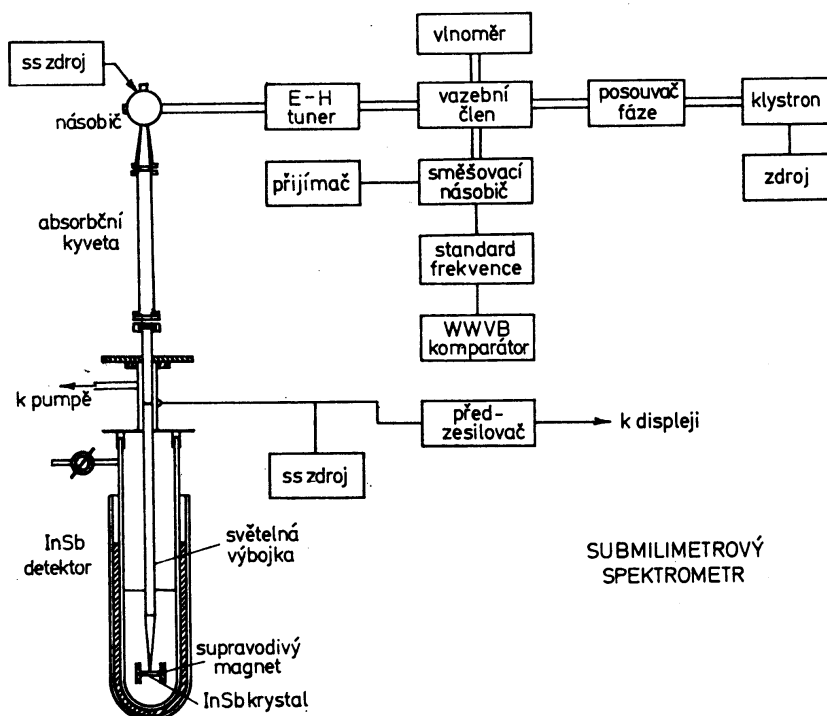 vlnoměr
ss zdroj
E-H
tuner
vazební
člen
posouvač
fáze
klystron
násobič
přijímač
směšovací
násobič
zdroj
absorbční
kyveta
standard
frekvence
WWVB
komparátor
k pumpě
před-
zesilovač
k displeji
ss zdroj
InSb
detektor
světelná
výbojka
SUBMILIMETROVÝ
SPEKTROMETR
supravodivý
magnet
InSb krystal